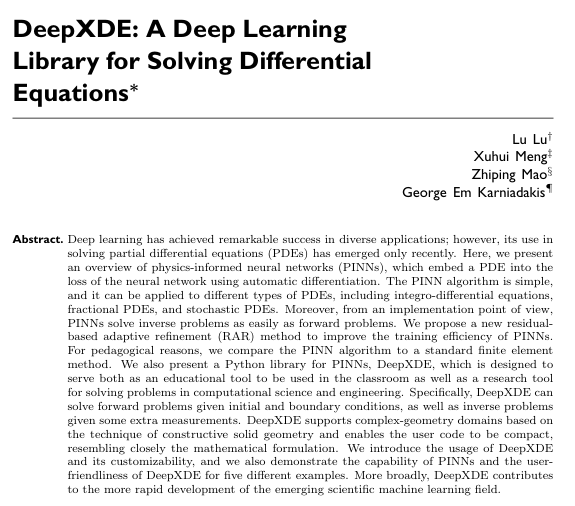 DeepXDE: A Deep Learning
Library for Solving Differential
Equations*
Lu Lu†
Xuhui Meng‡
Zhiping Mao§
George Em Karniadakis¶
Abstract. Deep learning has achieved remarkable success in diverse applications; however, its use in
solving partial differential equations (PDEs) has emerged only recently. Here, we present
an overview of physics-informed neural networks (PINNs), which embed a PDE into the
loss of the neural network using automatic differentiation. The PINN algorithm is simple,
and it can be applied to different types of PDEs, including integro-differential equations,
fractional PDEs, and stochastic PDEs. Moreover, from an implementation point of view,
PINNs solve inverse problems as easily as forward problems. We propose a new residual-
based adaptive refinement (RAR) method to improve the training efficiency of PINNs.
For pedagogical reasons, we compare the PINN algorithm to a standard finite element
method. We also present a Python library for PINNs, DeepXDE, which is designed to
serve both as an educational tool to be used in the classroom as well as a research tool
for solving problems in computational science and engineering. Specifically, DeepXDE can
solve forward problems given initial and boundary conditions, as well as inverse problems
given some extra measurements. DeepXDE supports complex-geometry domains based on
the technique of constructive solid geometry and enables the user code to be compact,
resembling closely the mathematical formulation. We introduce the usage of DeepXDE
and its customizability, and we also demonstrate the capability of PINNs and the user-
friendliness of DeepXDE for five different examples. More broadly, DeepXDE contributes
to the more rapid development of the emerging scientific machine learning field.